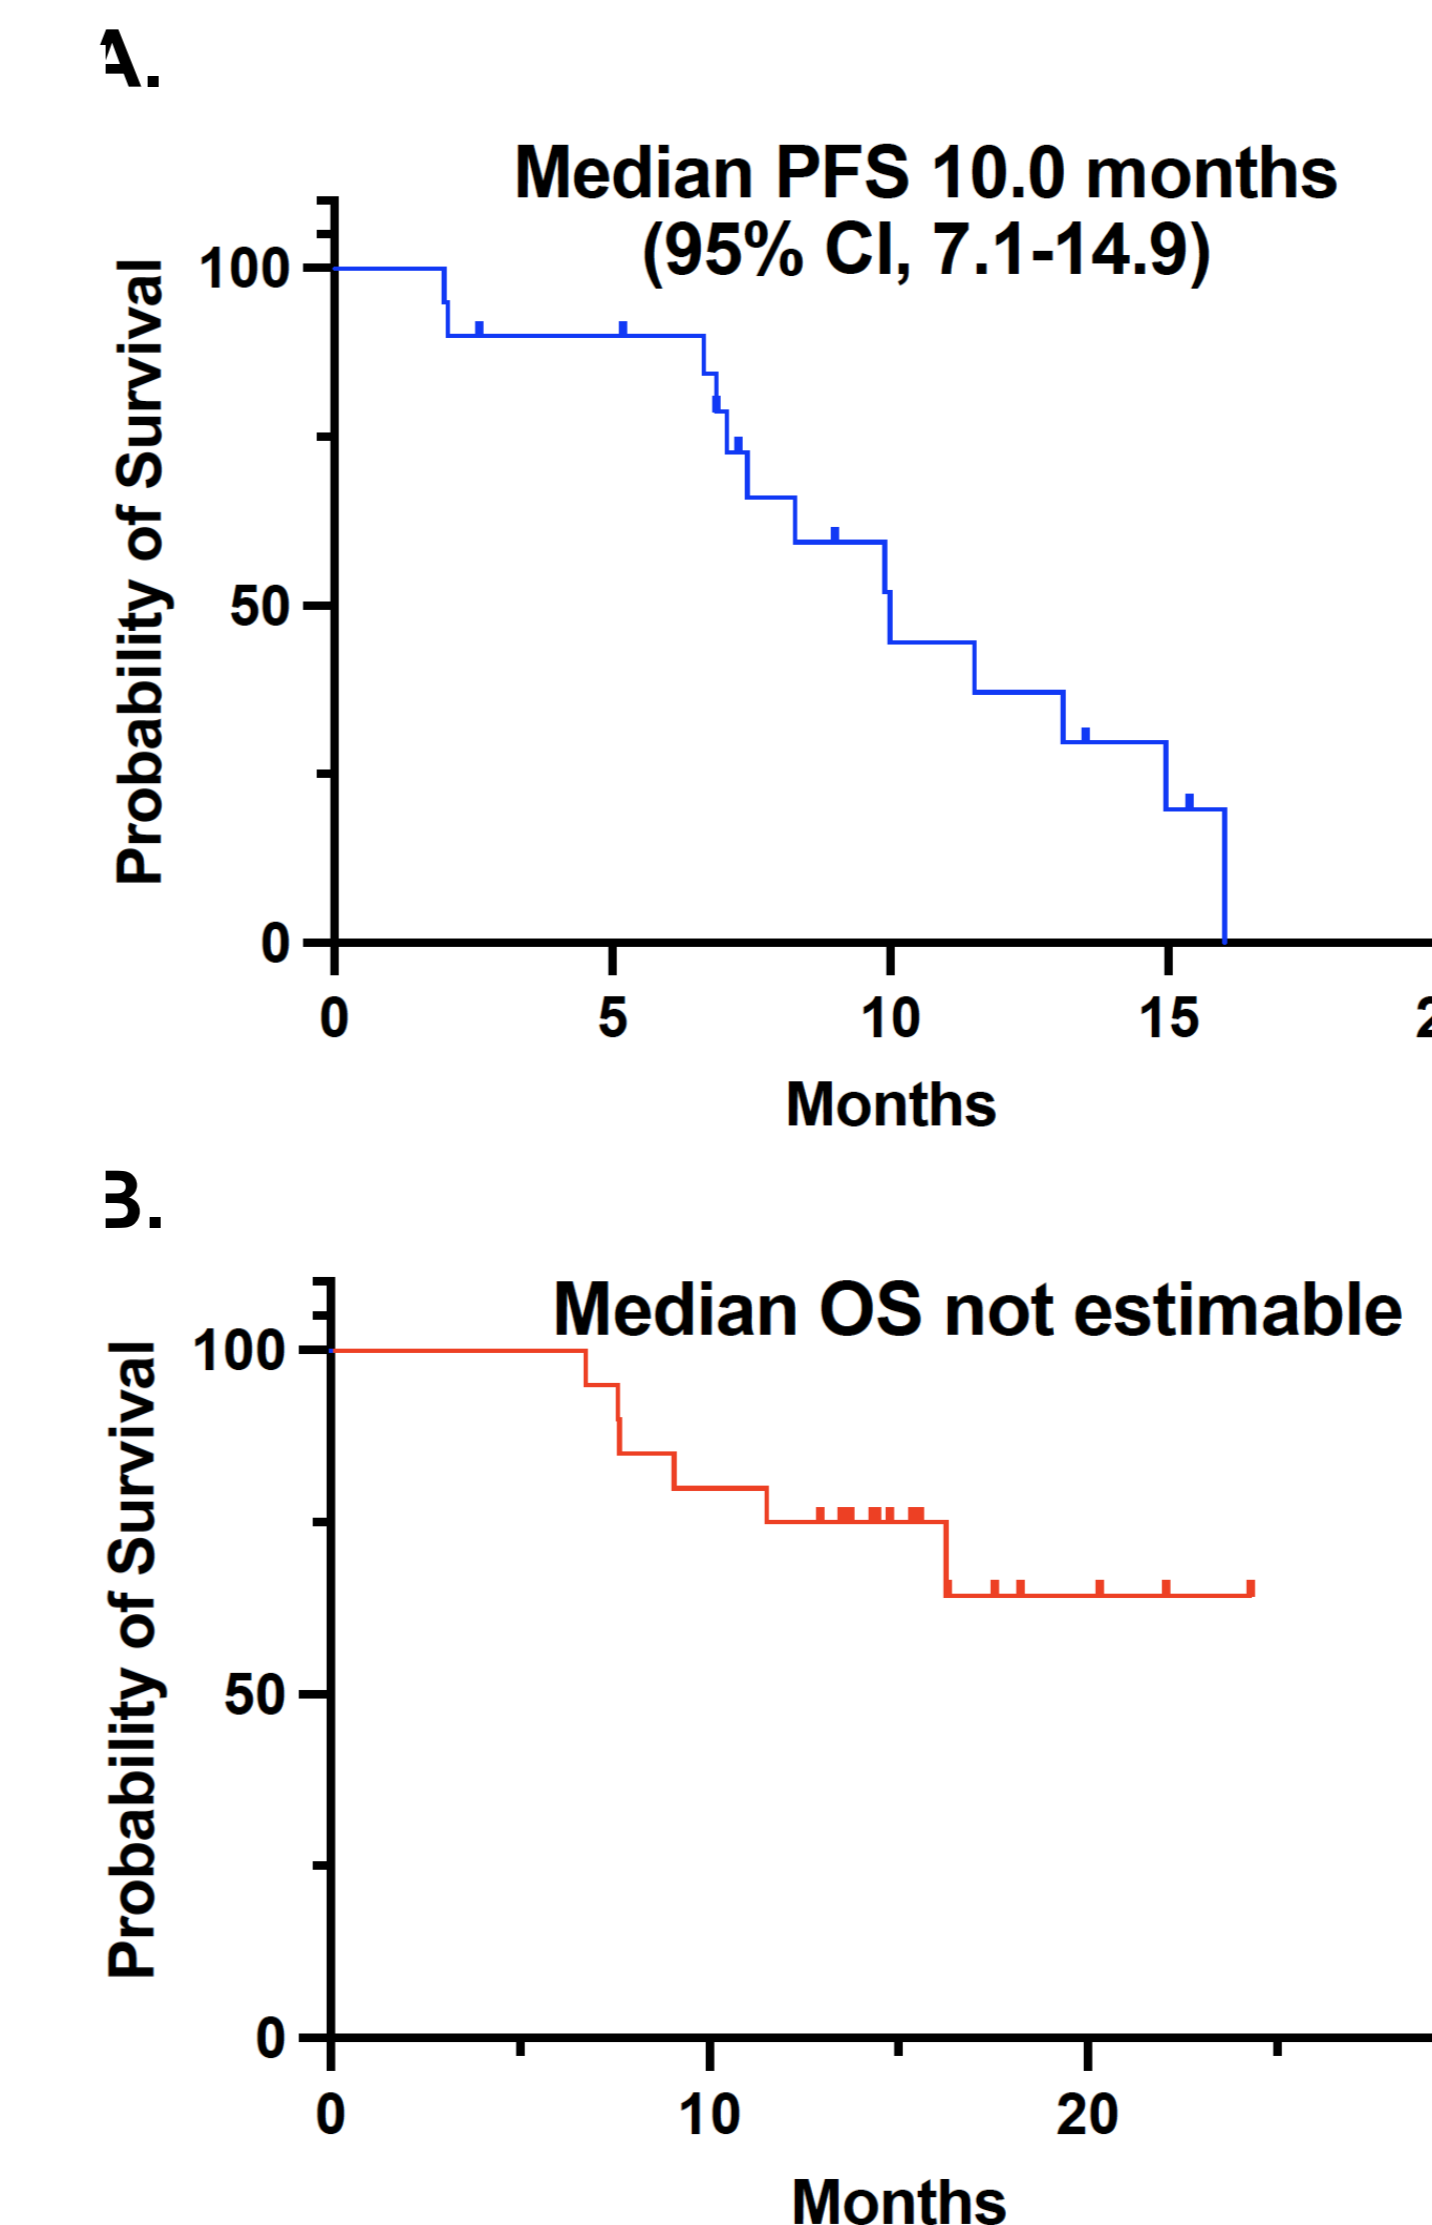 A.
Median PFS 10.0 months
(95% CI, 7.1-14.9)
Probability of Survival
100
50
0
0 5 10 15
Months
B.
Median OS not estimable
Probability of Survival
100
50
0
0 10 20
Months